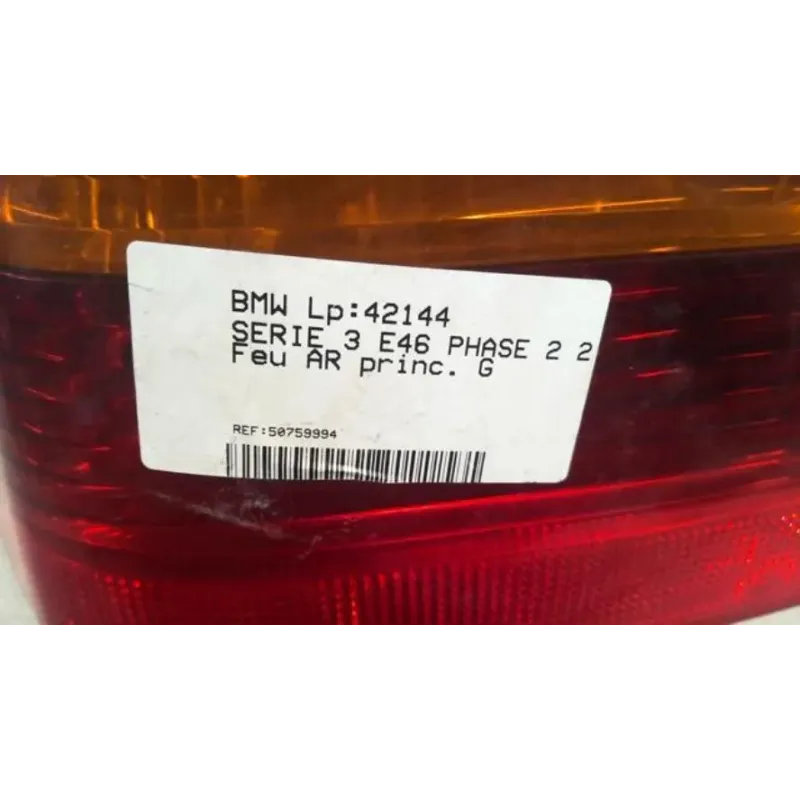 BMW Lp:42144
SERIE 3 E46 PHASE 2 2
Feu AR princ. G
REF:50759994